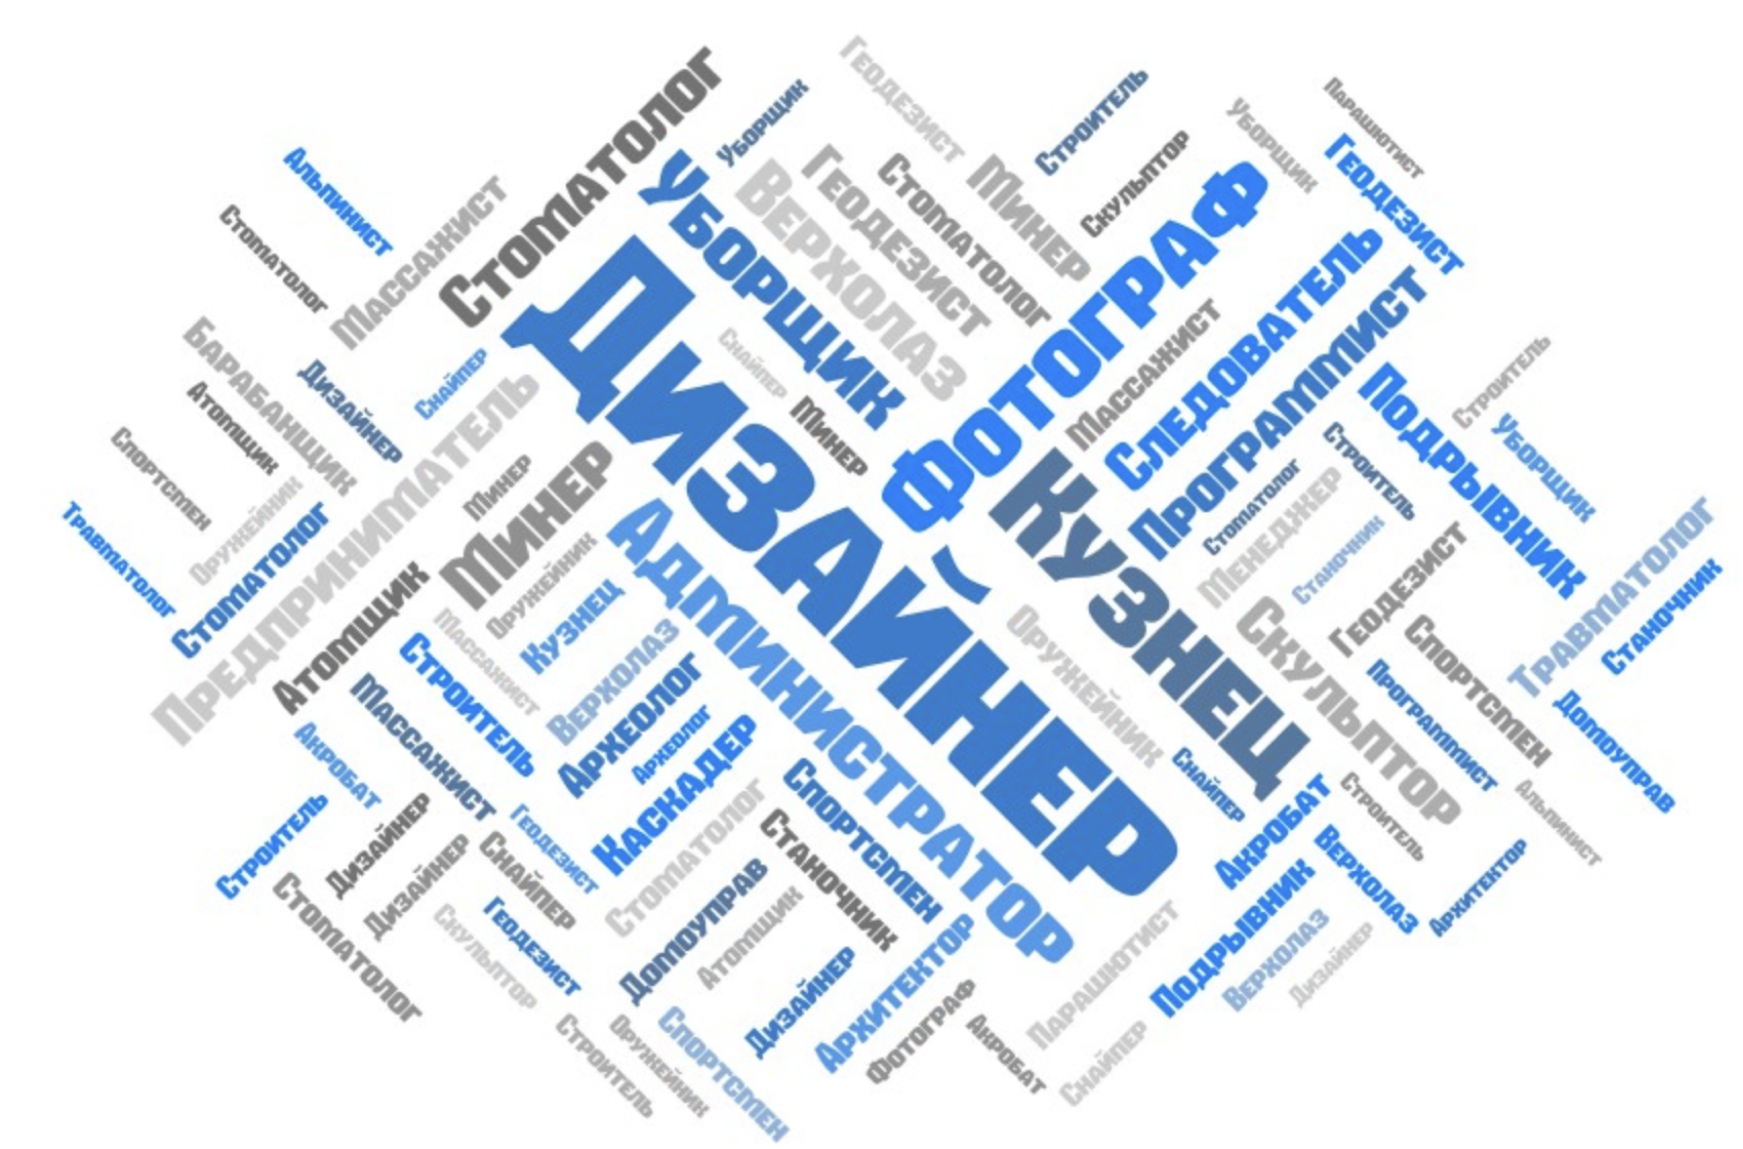 Стоматолог
Уборщик
Геодезист
Строитель
Уборщик
Парашютист
Альпинист
Стоматолог
Массажист
Уборщик
Верхолаз
Геодезист
Стоматолог
Минер
Скульптор
Фотограф
Геодезист
Барабанщик
Атомщик
Спортсмен
Травматолог
Оружейник
Стоматолог
Дизайнер
Снайпер
Предприниматель
Дизайнер
Снайпер
Минер
Массажист
Следователь
Программист
Подрывник
Строитель
Уборщик
Минер
Минер
Атомщик
Оружейник
Кузнец
Администратор
Кузнец
Строитель
Стоматолог
Менеджер
Станочник
Геодезист
Травматолог
Станочник
Массажист
Строитель
Верхолаз
Археолог
Археолог
Каскадер
Массажист
Оружейник
Скульптор
Спортсмен
Программист
Домоуправ
Снайпер
Строитель
Альпинист
Акробат
Строитель
Дизайнер
Дизайнер
Геодезист
Снайпер
Стоматолог
Стоматолог
Спортсмен
Станочник
Акробат
Верхолаз
Архитектор
Подрывник
Верхолаз
Дизайнер
Скульптор
Геодезист
Домоуправ
Атомщик
Дизайнер
Архитектор
Фотограф
Акробат
Парашютист
Снайпер
Строитель
Оружейник
Спортсмен